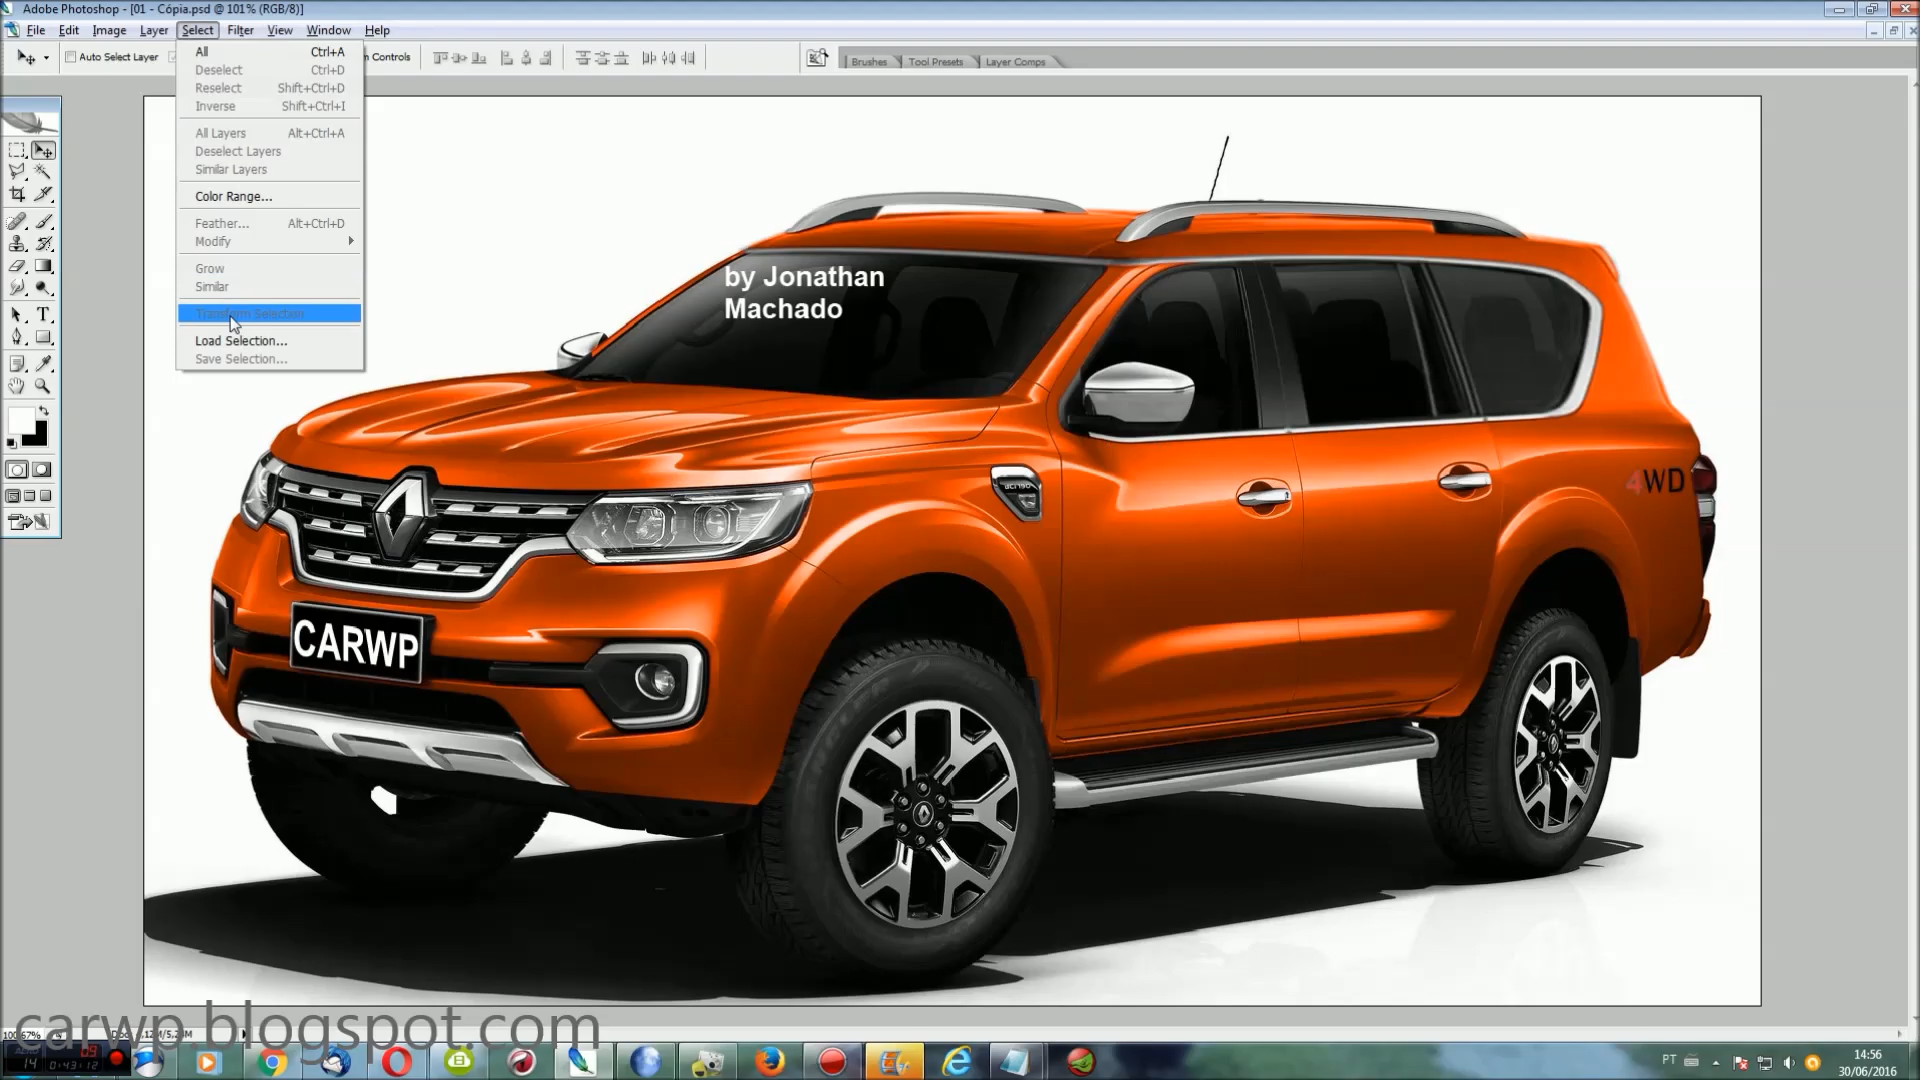 Adobe Photoshop - [01 - Cópia.psd @ 101% (RGB/8)]
File Edit Image Layer Select Filter View Window Help
Auto Select Layer
m Controls
Brushes
Tool Presets
Layer Comps
All Ctrl+A
Deselect Ctrl+D
Reselect Shift+Ctrl+D
Inverse Shift+Ctrl+I
All Layers Alt+Ctrl+A
Deselect Layers
Similar Layers
Color Range...
Feather... Alt+Ctrl+D
Modify
Grow
Similar
Transform Selection
Load Selection...
Save Selection...
by Jonathan
Machado
4WD
CARWP
carwp.blogspot.com
PT
14:56
30/06/2016